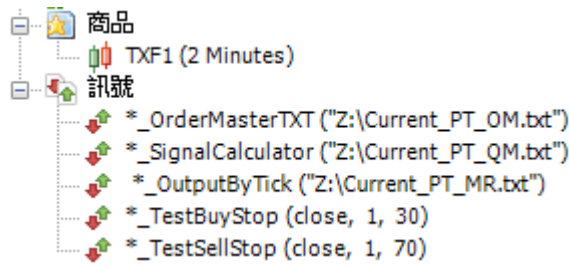 商品
TXF1 (2 Minutes)
訊號
*_OrderMasterTXT ("Z:\Current_PT_OM.txt")
*_SignalCalculator ("Z:\Current_PT_QM.txt")
*_OutputByTick ("Z:\Current_PT_MR.txt")
*_TestBuyStop (close, 1, 30)
*_TestSellStop (close, 1, 70)